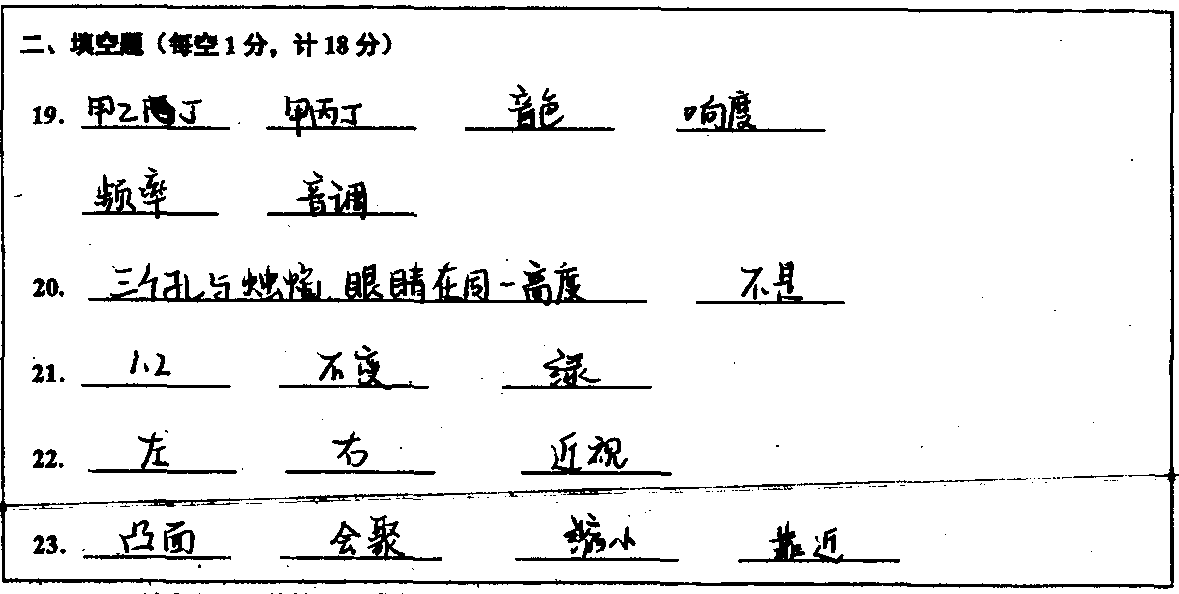 二、填空题（每空1分，计18分）
19. 甲乙丁 甲丙丁 音色 响度
频率 音调
20. 三个孔与烛焰、眼睛在同一高度 不是
21. 1.2 不变 绿
22. 左 右 近视
23. 凸面 会聚 缩小 靠近